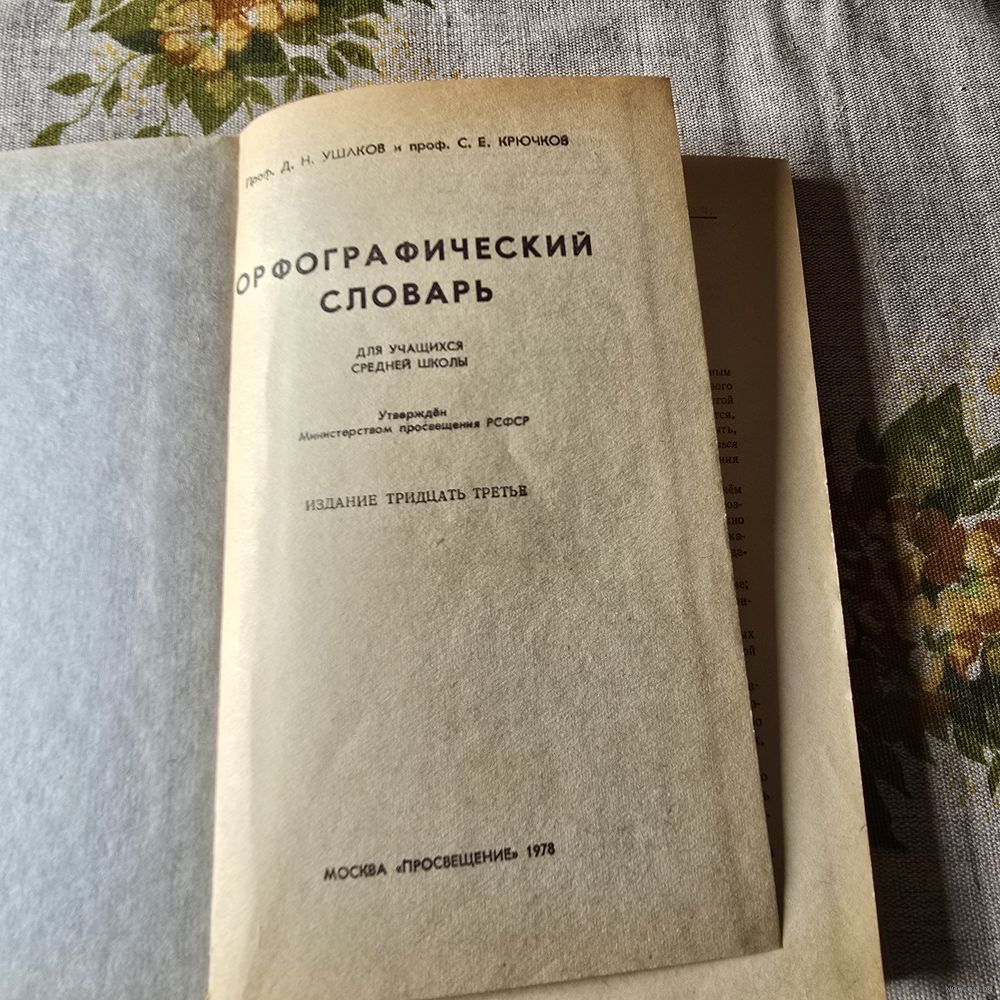 Проф. Д. Н. УШАКОВ и проф. С. Е. КРЮЧКОВ
ОРФОГРАФИЧЕСКИЙ
СЛОВАРЬ
ДЛЯ УЧАЩИХСЯ
СРЕДНЕЙ ШКОЛЫ
Утверждён
Министерством просвещения РСФСР
ИЗДАНИЕ ТРИДЦАТЬ ТРЕТЬЕ
МОСКВА «ПРОСВЕЩЕНИЕ» 1978